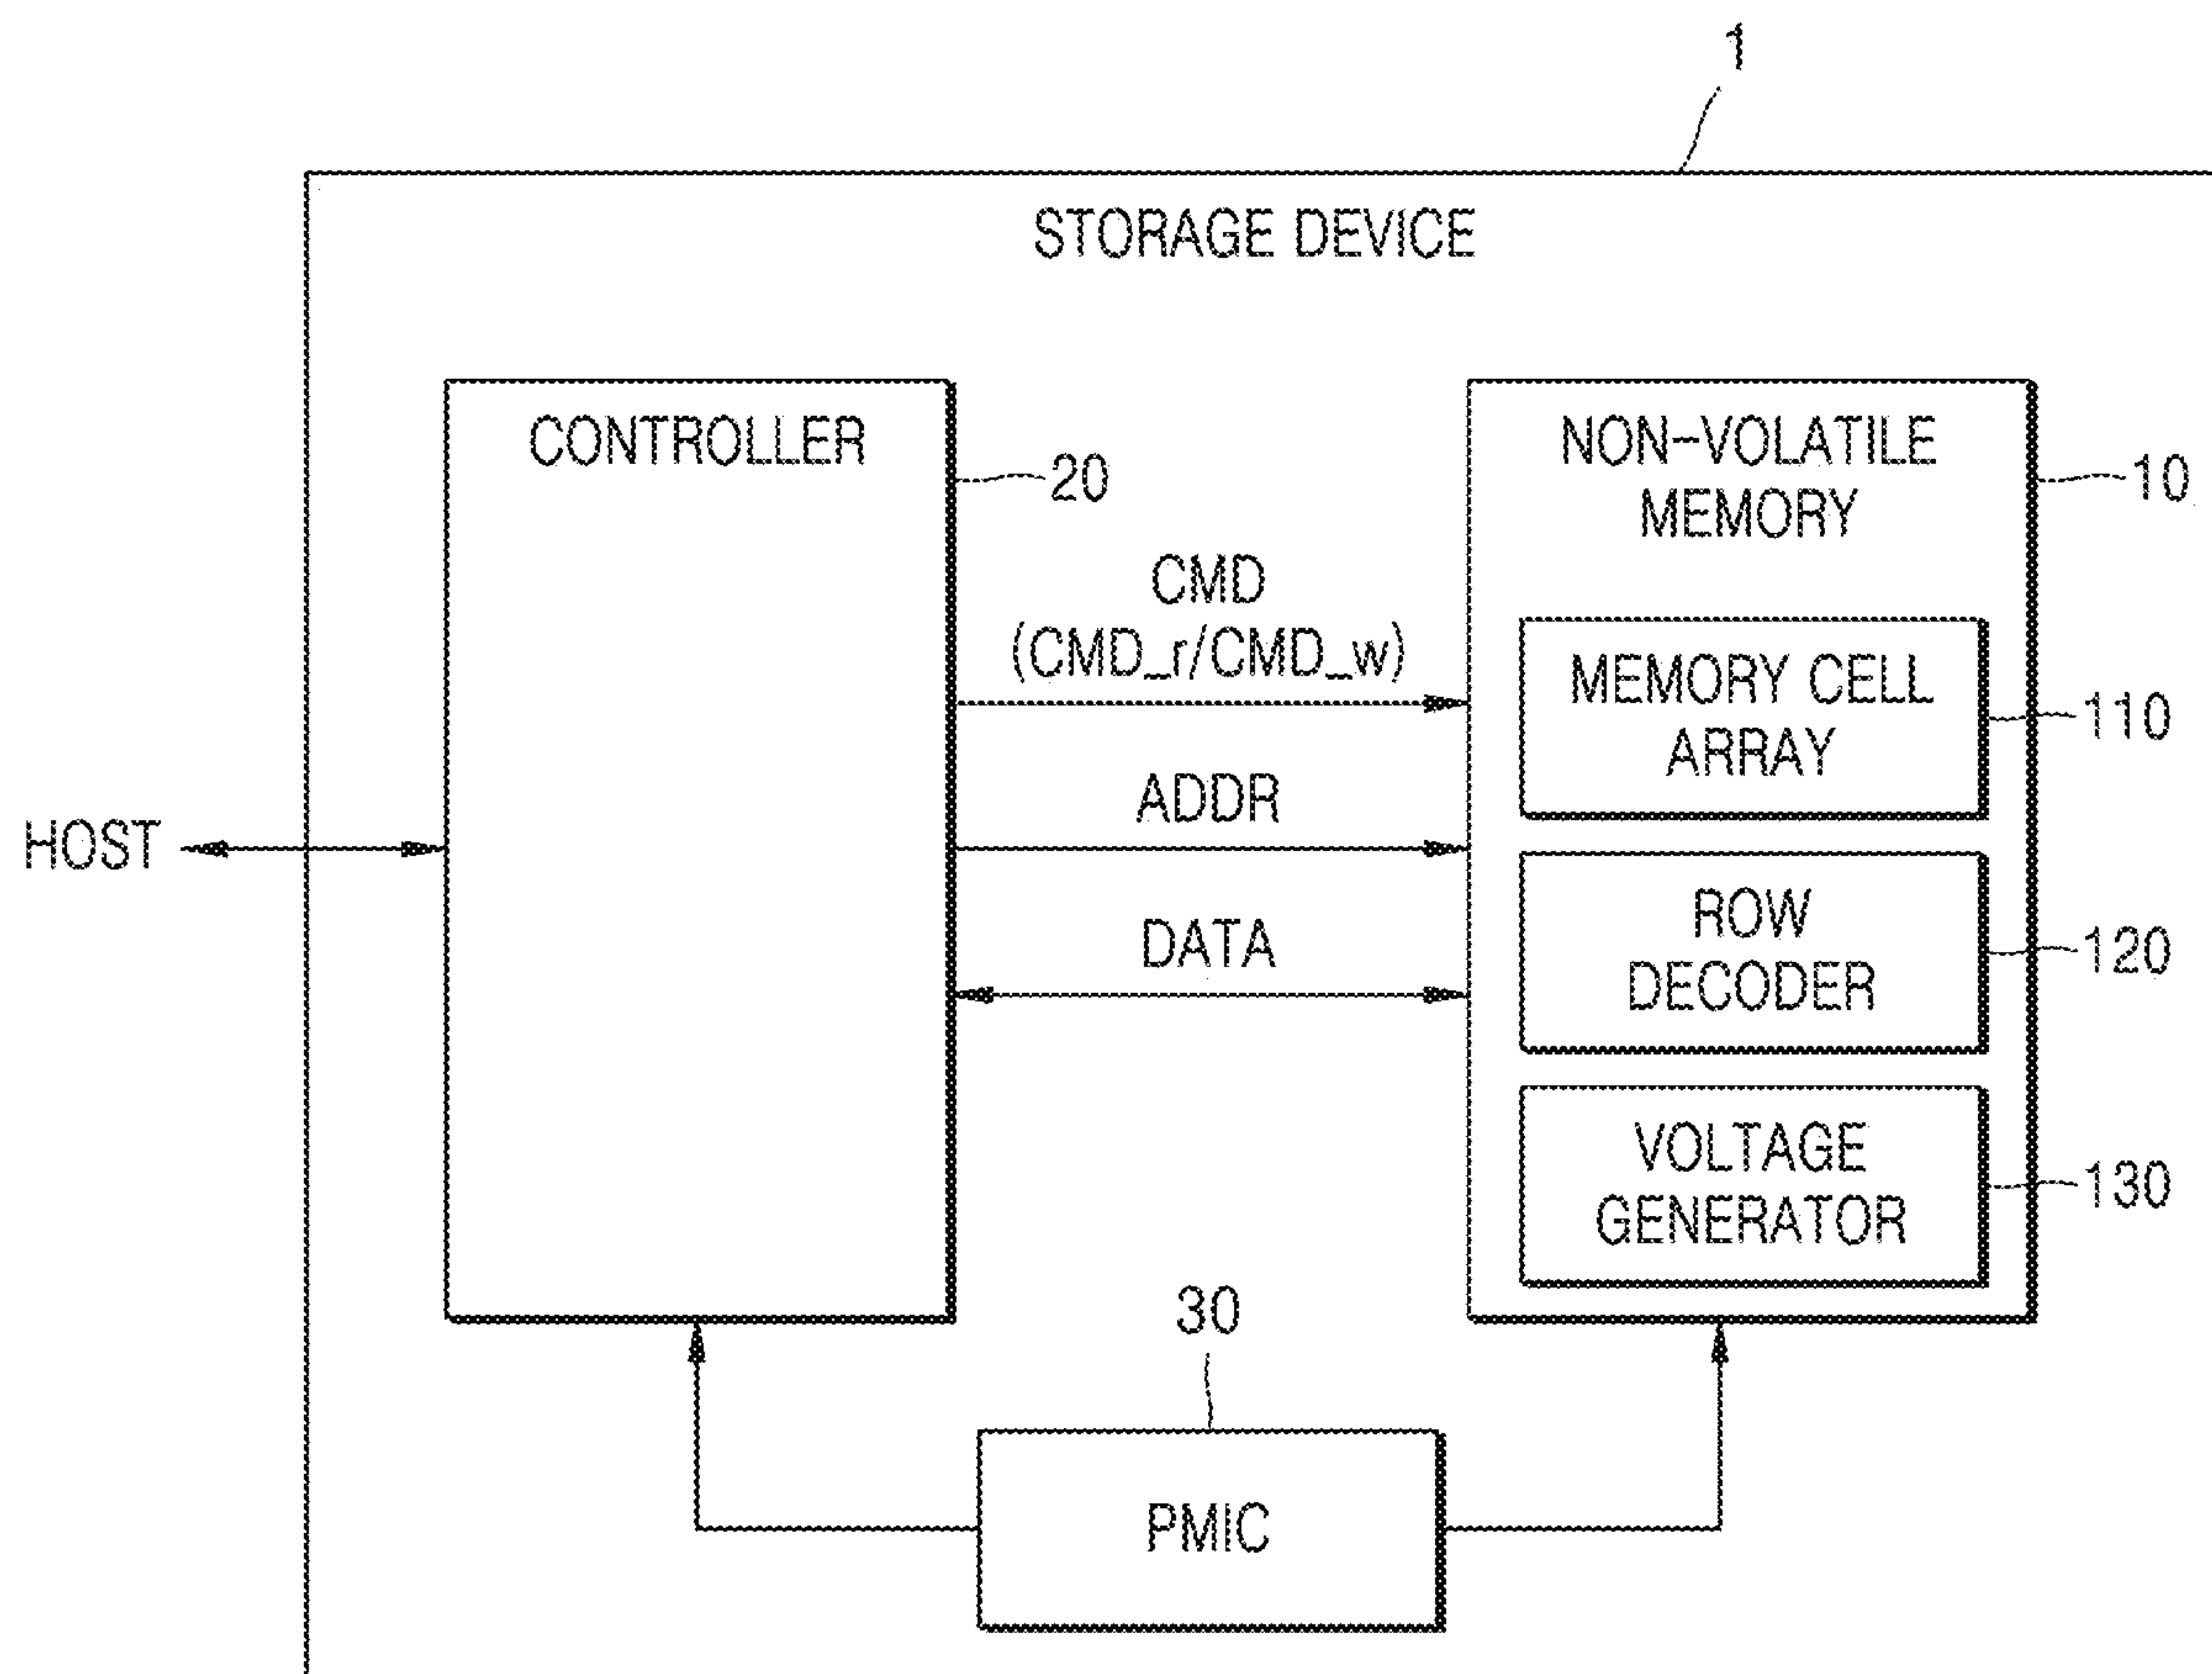 1
STORAGE DEVICE
CONTROLLER
20
NON-VOLATILE
MEMORY
10
CMD
(CMD_r/CMD_w)
MEMORY CELL
ARRAY
110
ADDR
HOST
DATA
ROW
DECODER
120
VOLTAGE
GENERATOR
130
30
PMIC